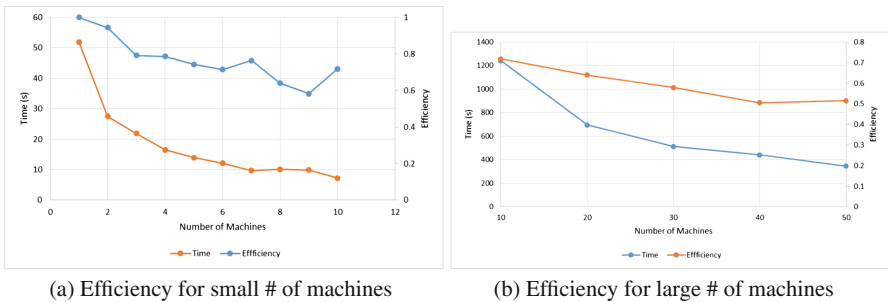 60
50
40
30
20
10
0
Time (s)
1
0.8
0.6
0.4
0.2
0
Efficiency
0 2 4 6 8 10 12
Number of Machines
Time Effficiency
(a) Efficiency for small # of machines
1400
1200
1000
800
600
400
200
0
Time (s)
0.8
0.7
0.6
0.5
0.4
0.3
0.2
0.1
0
Efficiency
10 20 30 40 50
Number of Machines
Time Effficiency
(b) Efficiency for large # of machines